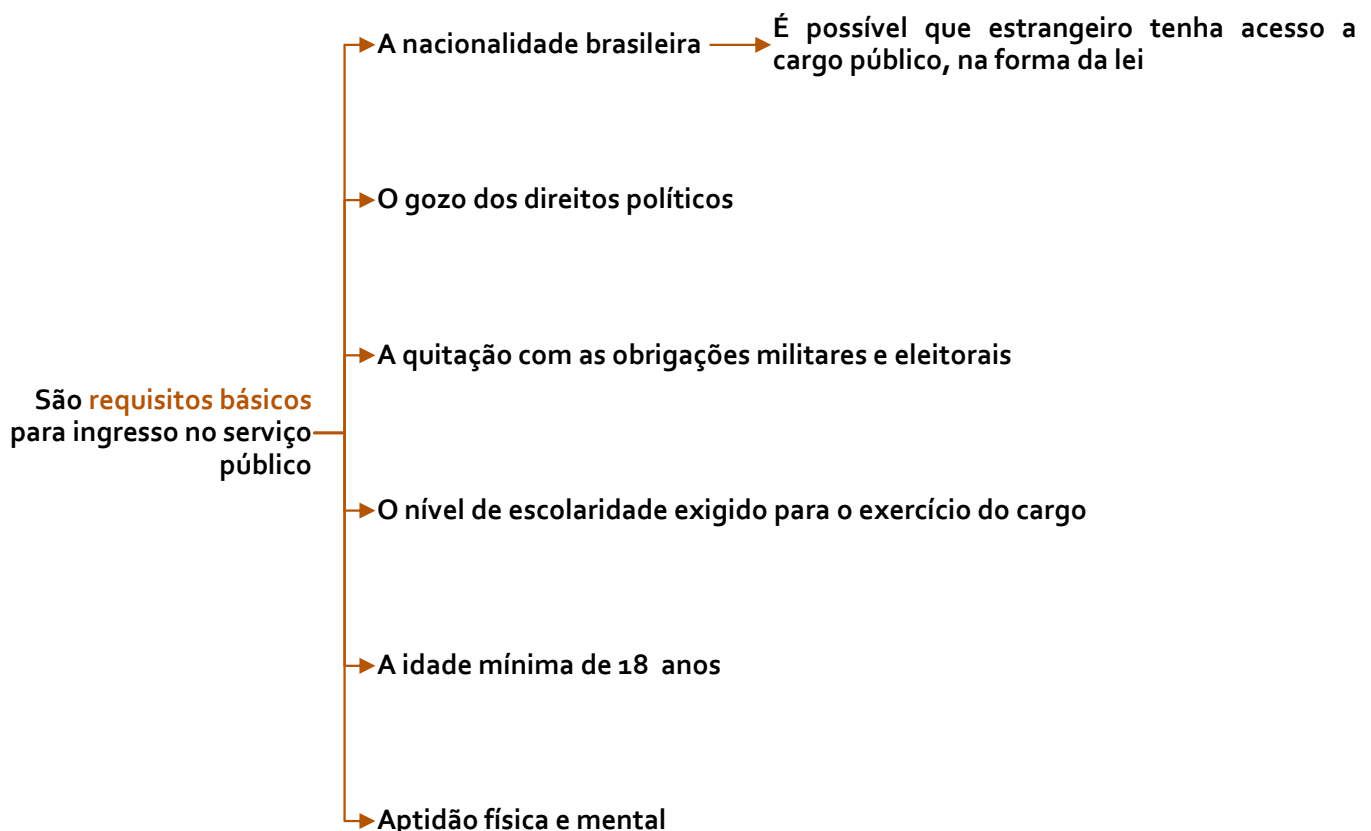 A nacionalidade brasileira
É possível que estrangeiro tenha acesso a
cargo público, na forma da lei
O gozo dos direitos políticos
A quitação com as obrigações militares e eleitorais
São requisitos básicos
para ingresso no serviço
público
O nível de escolaridade exigido para o exercício do cargo
A idade mínima de 18 anos
Aptidão física e mental